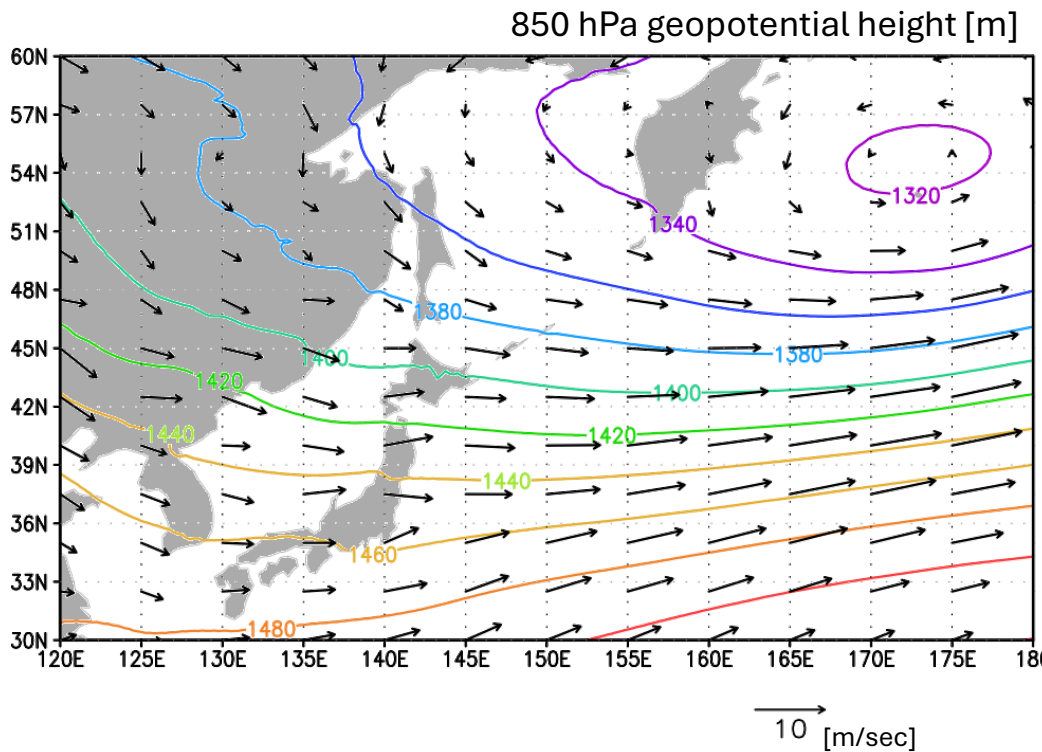 850 hPa geopotential height [m]
60N
57N
54N
51N
48N
45N
42N
39N
36N
33N
30N
1320
1340
1380
1380
1400
1400
1420
1420
1440
1440
1460
1480
120E 125E 130E 135E 140E 145E 150E 155E 160E 165E 170E 175E 180
10 [m/sec]